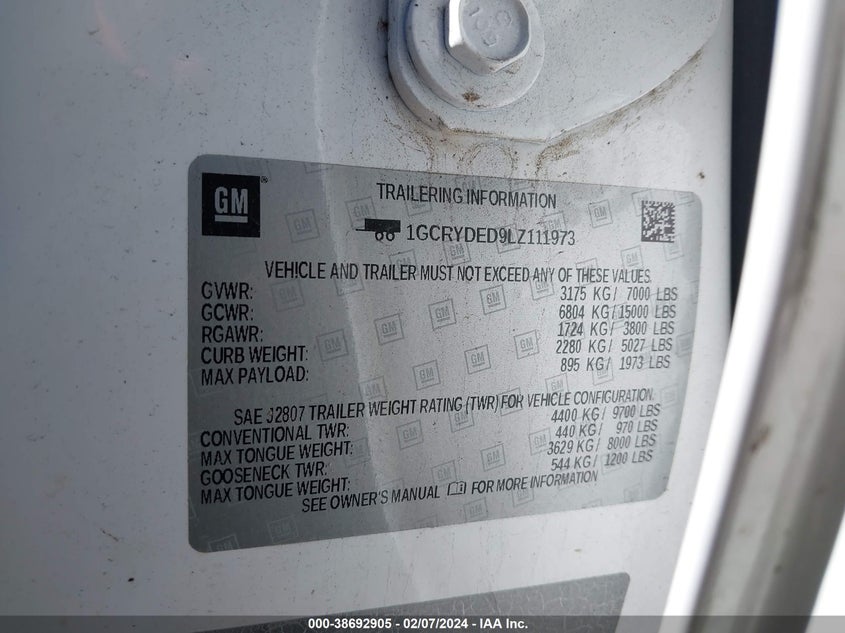 GM®
TRAILERING INFORMATION
1GCRYDED9LZ111973
VEHICLE AND TRAILER MUST NOT EXCEED ANY OF THESE VALUES.
GVWR: 3175 KG/ 7000 LBS
GCWR: 6804 KG/15000 LBS
RGAWR: 1724 KG/ 3800 LBS
CURB WEIGHT: 2280 KG/ 5027 LBS
MAX PAYLOAD: 895 KG/ 1973 LBS
SAE J2807 TRAILER WEIGHT RATING (TWR) FOR VEHICLE CONFIGURATION.
CONVENTIONAL TWR: 4400 KG/ 9700 LBS
MAX TONGUE WEIGHT: 440 KG/ 970 LBS
GOOSENECK TWR: 3629 KG/ 8000 LBS
MAX TONGUE WEIGHT: 544 KG/ 1200 LBS
SEE OWNER'S MANUAL FOR MORE INFORMATION
000-38692905 - 02/07/2024 - IAA Inc.